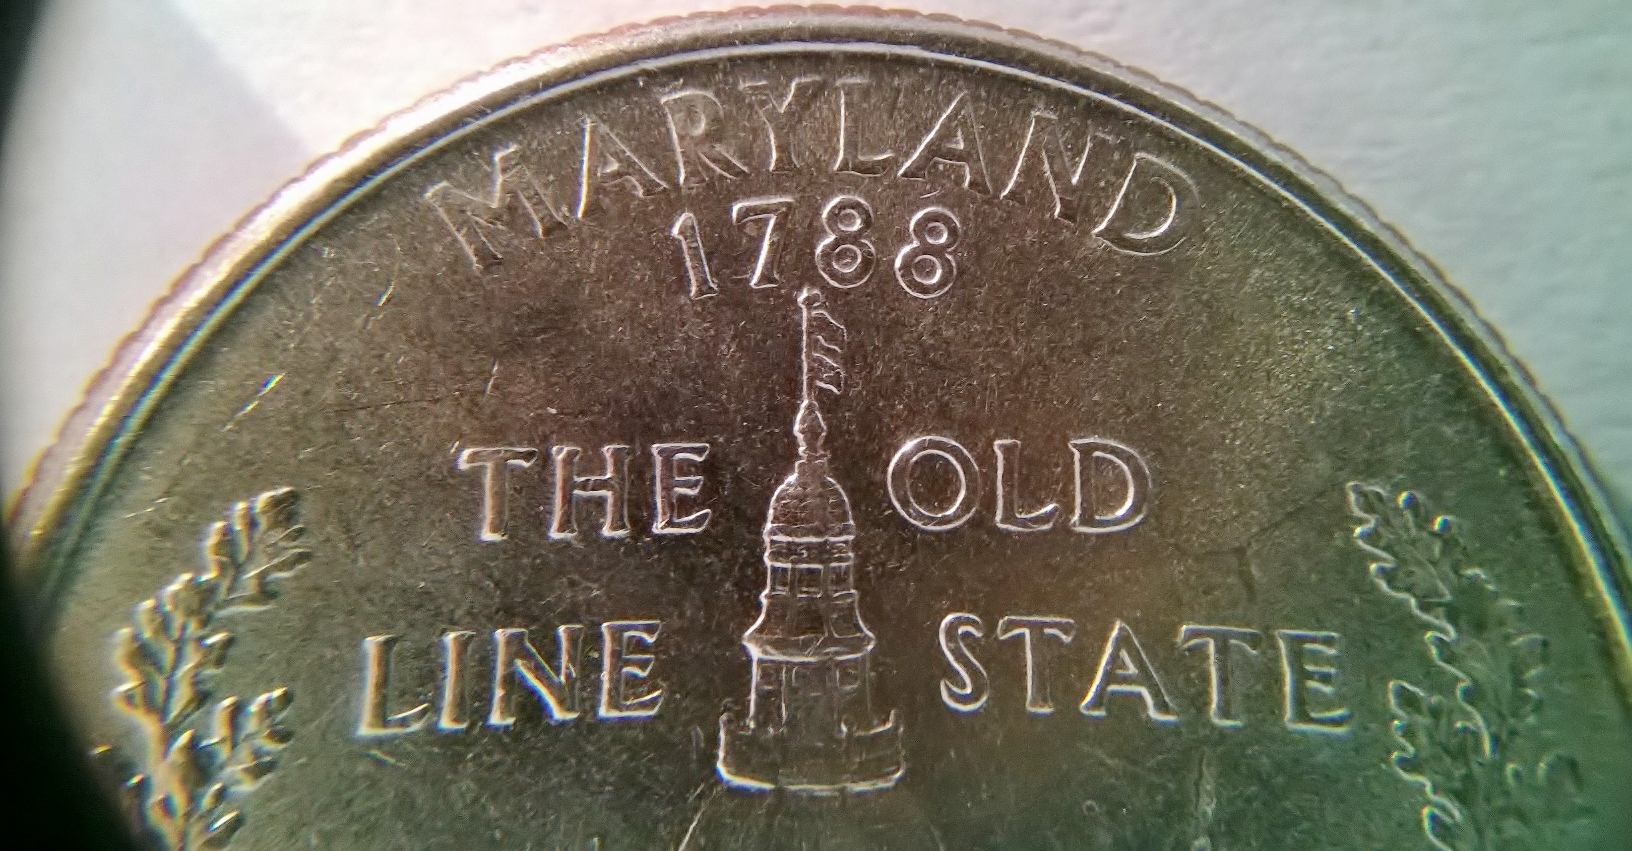 MARYLAND
1788
THE OLD
LINE STATE